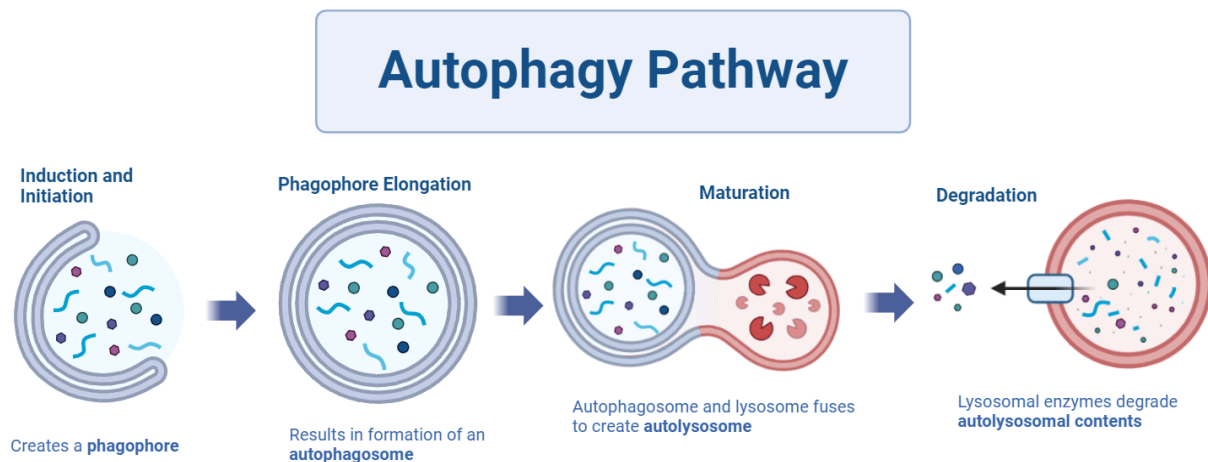 Autophagy Pathway
Induction and
Initiation
Creates a phagophore
Phagophore Elongation
Results in formation of an
autophagosome
Maturation
Autophagosome and lysosome fuses
to create autolysosome
Degradation
Lysosomal enzymes degrade
autolysosomal contents